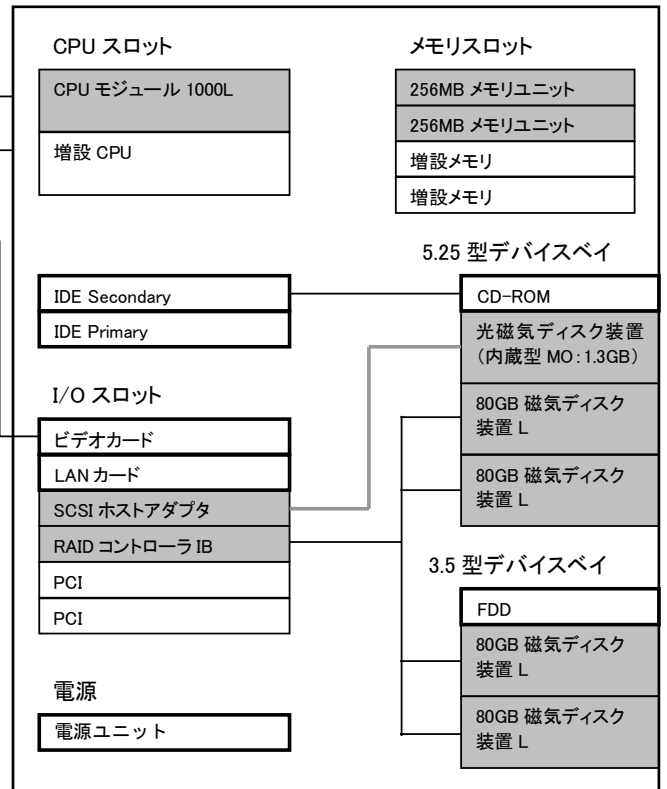 CPU スロット
CPU モジュール 1000L
増設 CPU
メモリスロット
256MB メモリユニット
256MB メモリユニット
増設メモリ
増設メモリ
IDE Secondary
IDE Primary
I/O スロット
ビデオカード
LAN カード
SCSI ホストアダプタ
RAID コントローラ IB
PCI
PCI
電源
電源ユニット
5.25 型デバイスベイ
CD-ROM
光磁気ディスク装置
(内蔵型 MO:1.3GB)
80GB 磁気ディスク
装置 L
80GB 磁気ディスク
装置 L
3.5 型デバイスベイ
FDD
80GB 磁気ディスク
装置 L
80GB 磁気ディスク
装置 L